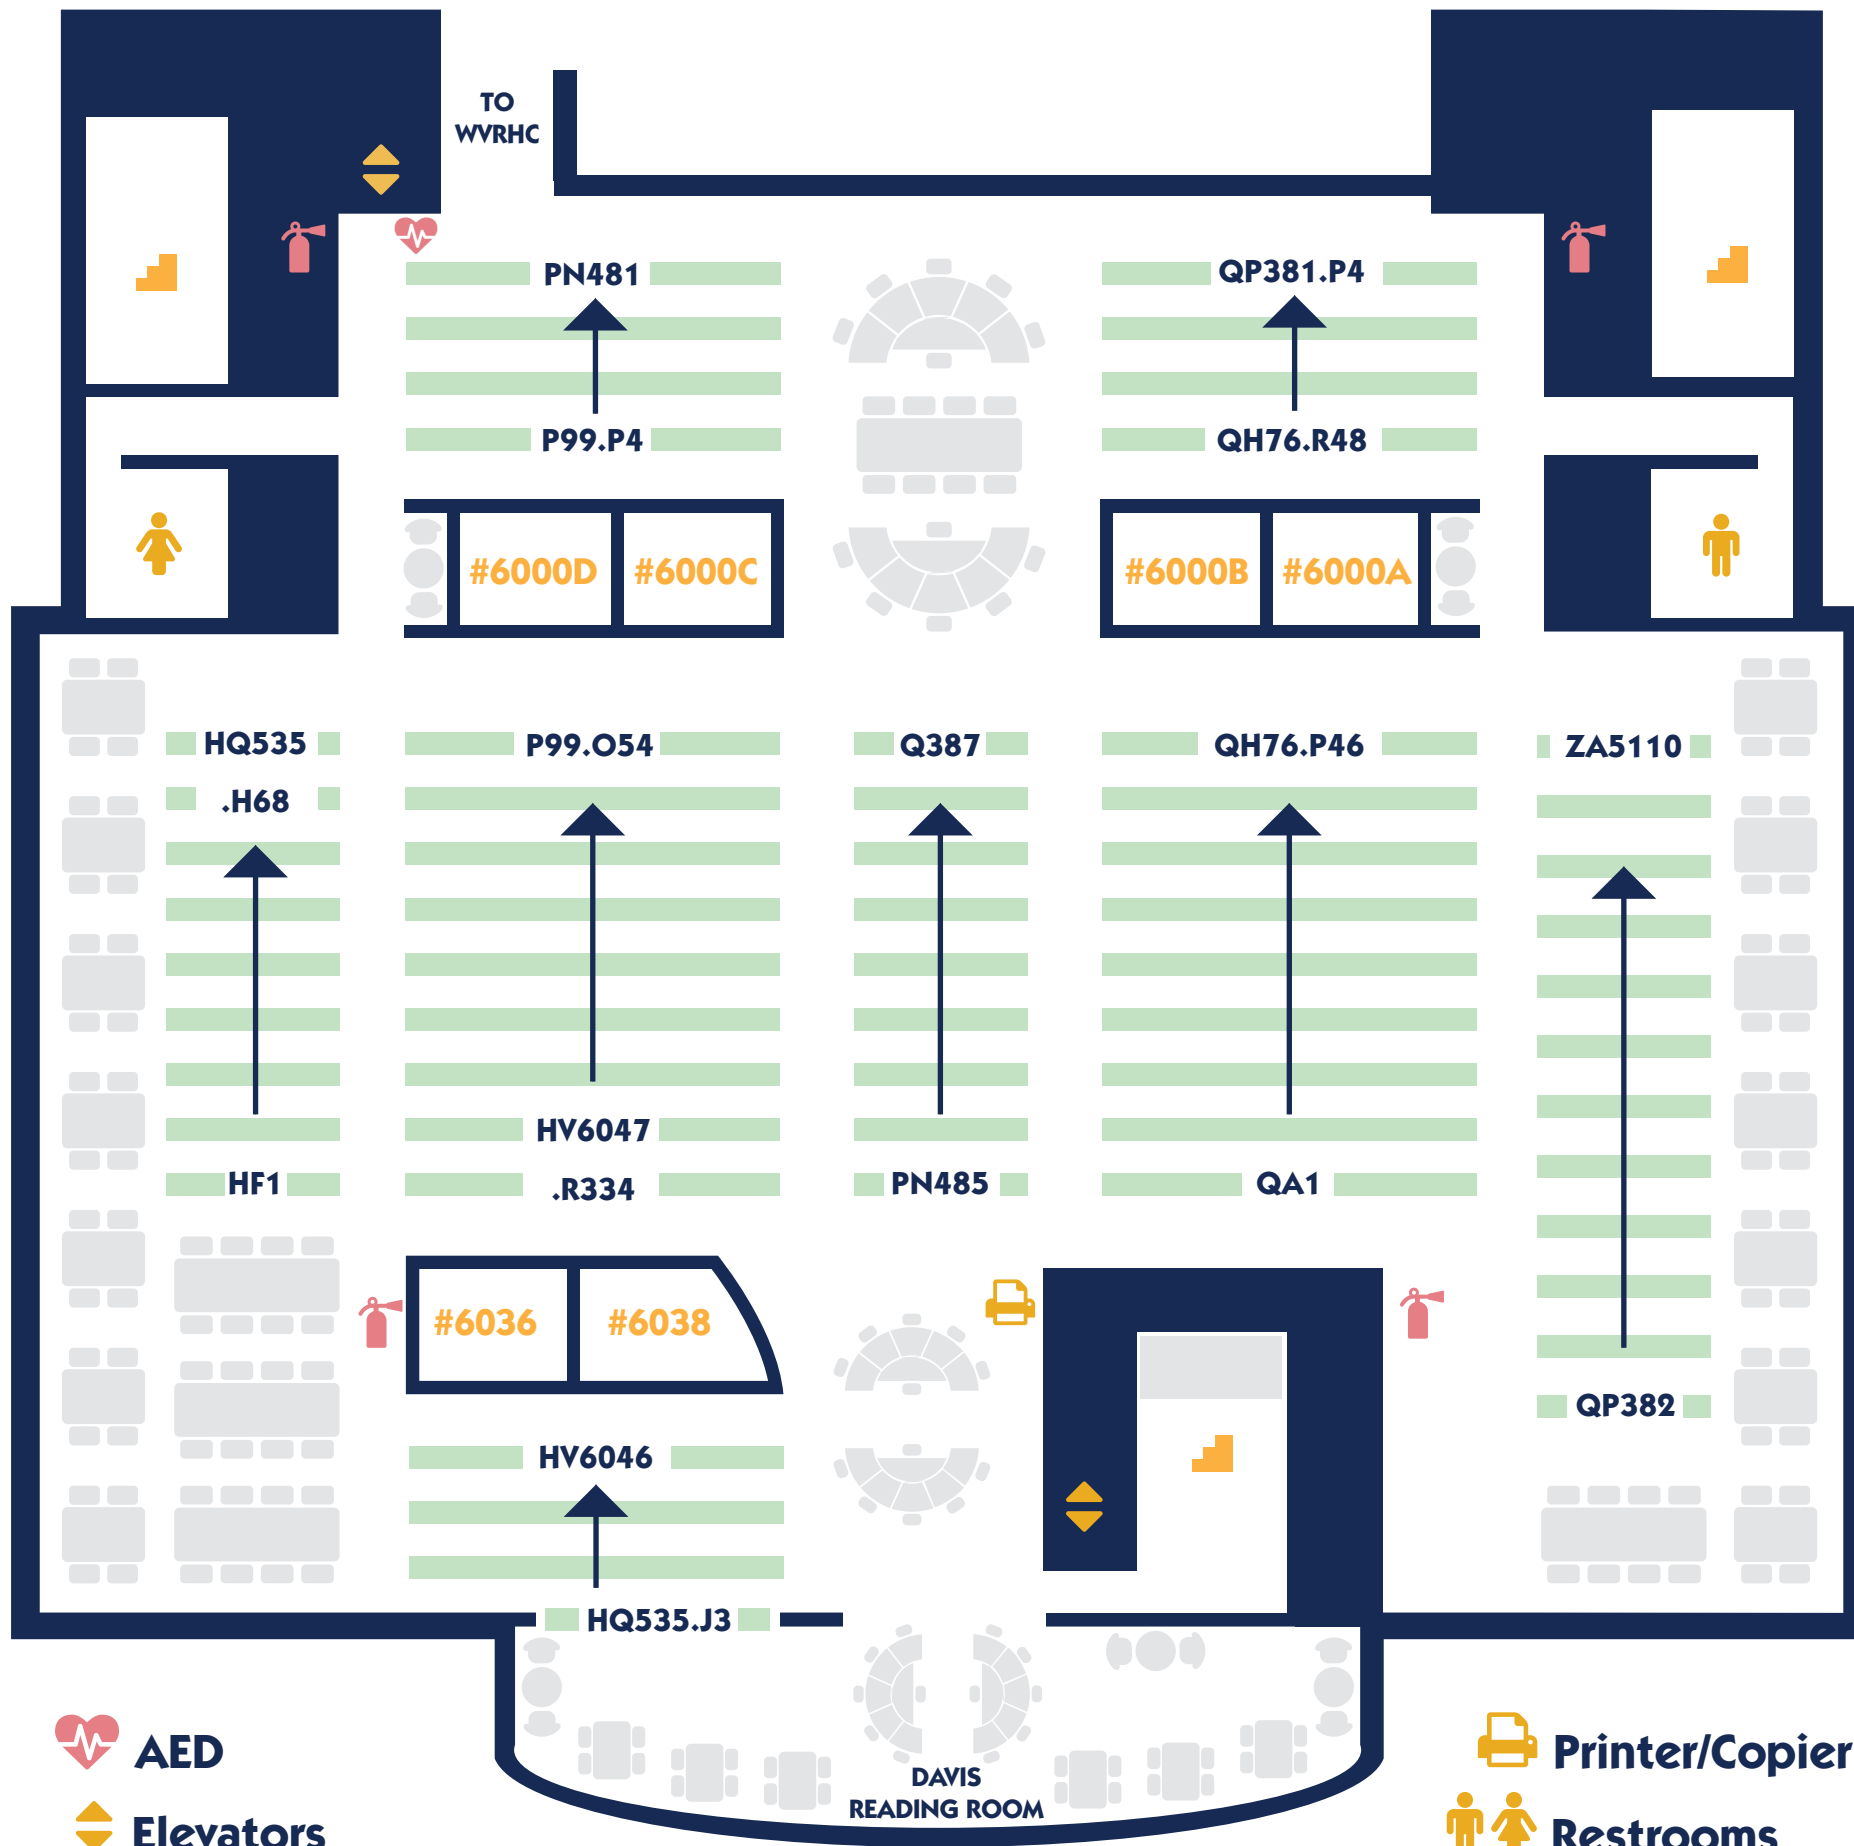 TO
WVRHC
PN481
QP381.P4
P99.P4
QH76.R48
#6000D
#6000C
#6000B
#6000A
HQ535
.H68
P99.O54
Q387
QH76.P46
ZA5110
HV6047
.R334
HF1
PN485
QA1
#6036
#6038
QP382
HV6046
HQ535.J3
DAVIS
READING ROOM
AED
Printer/Copier
Elevators
Restrooms